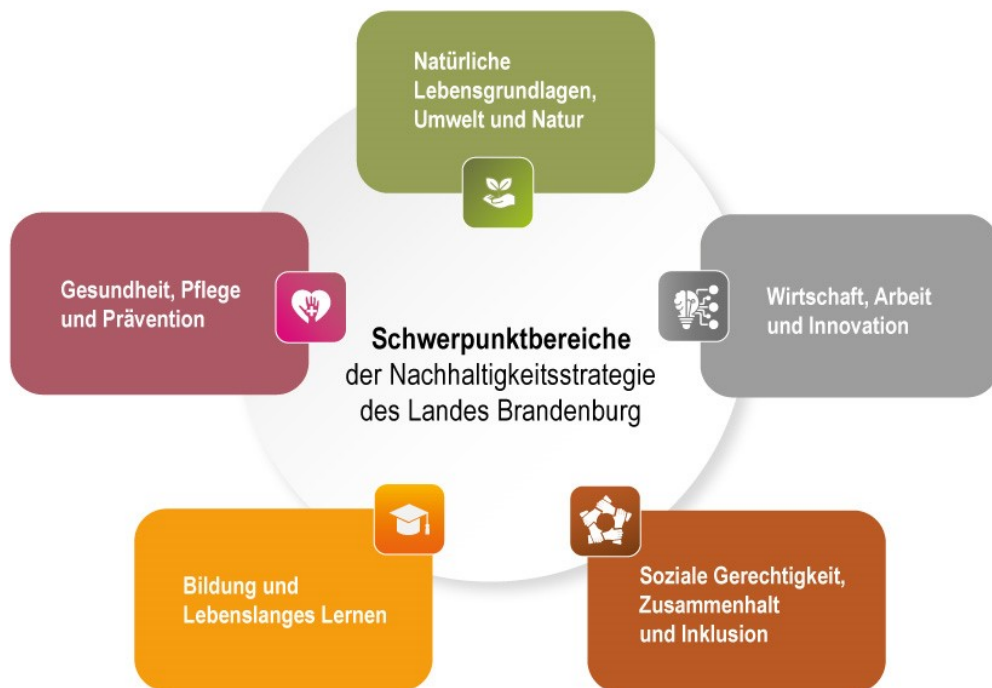 Natürliche
Lebensgrundlagen,
Umwelt und Natur
Gesundheit, Pflege
und Prävention
Wirtschaft, Arbeit
und Innovation
Schwerpunktbereiche
der Nachhaltigkeitsstrategie
des Landes Brandenburg
Bildung und
Lebenslanges Lernen
Soziale Gerechtigkeit,
Zusammenhalt
und Inklusion